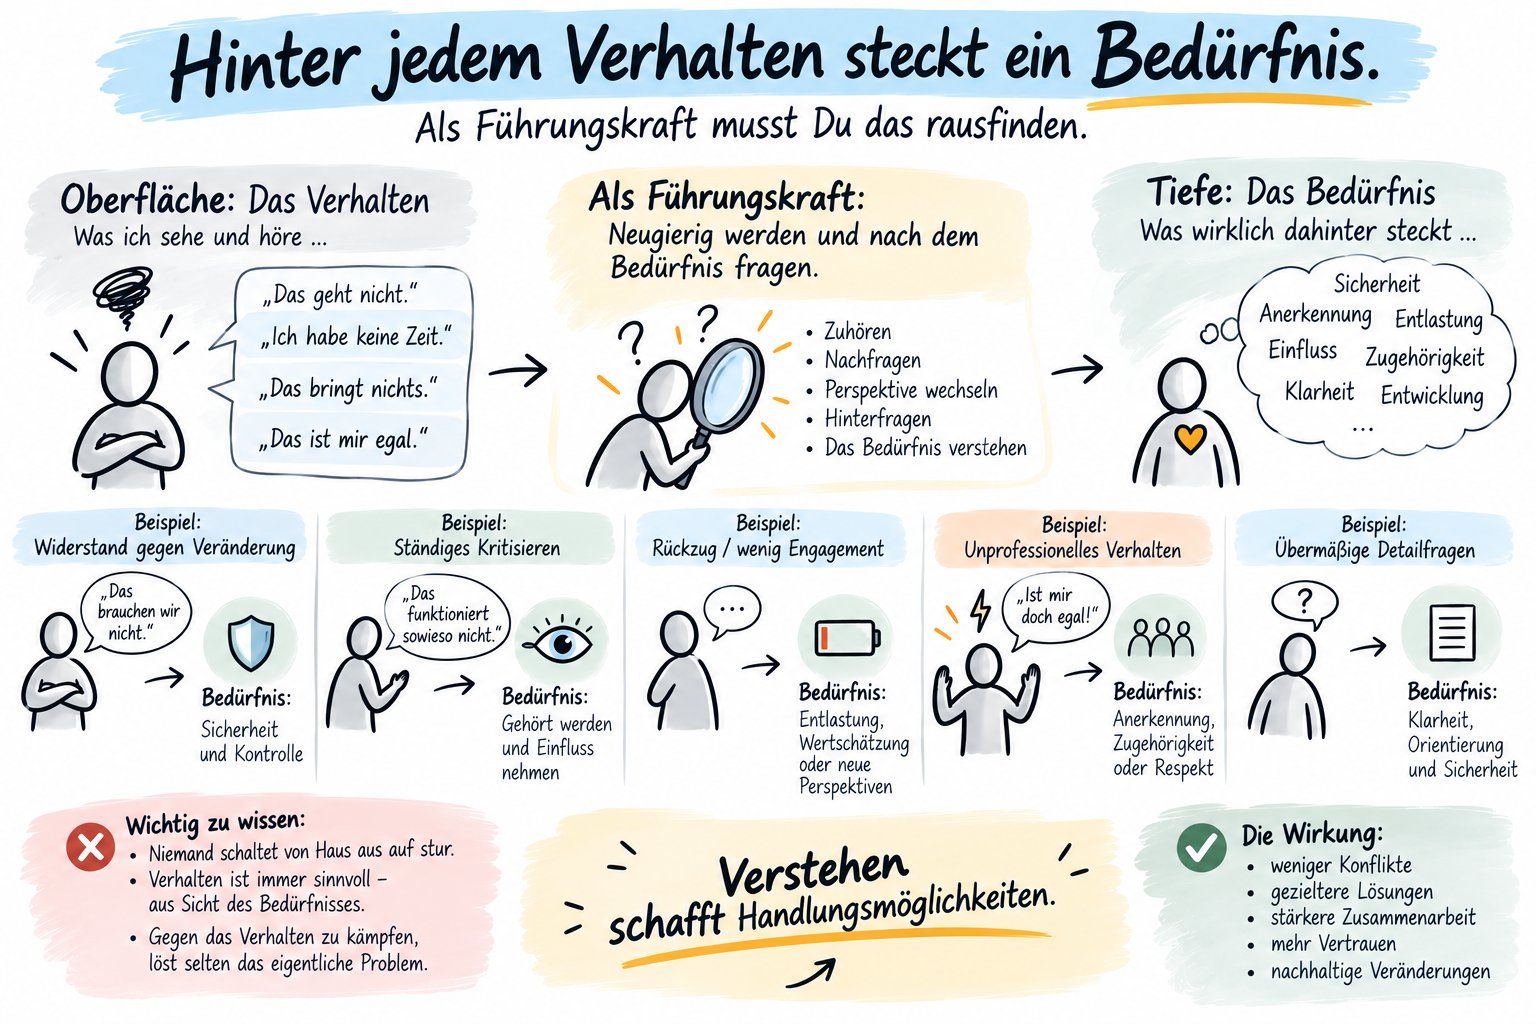 Hinter jedem Verhalten steckt ein Bedürfnis.
Als Führungskraft musst Du das rausfinden.
Oberfläche: Das Verhalten
Was ich sehe und höre ...
„Das geht nicht.“
„Ich habe keine Zeit.“
„Das bringt nichts.“
„Das ist mir egal.“
Als Führungskraft:
Neugierig werden und nach dem
Bedürfnis fragen.
?
?
• Zuhören
• Nachfragen
• Perspektive wechseln
• Hinterfragen
• Das Bedürfnis verstehen
Tiefe: Das Bedürfnis
Was wirklich dahinter steckt ...
Sicherheit
Anerkennung
Entlastung
Einfluss
Zugehörigkeit
Klarheit
Entwicklung
...
Beispiel:
Widerstand gegen Veränderung
„Das
brauchen wir
nicht.“
Bedürfnis:
Sicherheit
und Kontrolle
Beispiel:
Ständiges Kritisieren
„Das
funktioniert
sowieso nicht.“
Bedürfnis:
Gehört werden
und Einfluss
nehmen
Beispiel:
Rückzug / wenig Engagement
...
Bedürfnis:
Entlastung,
Wertschätzung
oder neue
Perspektiven
Beispiel:
Unprofessionelles Verhalten
„Ist mir
doch egal!“
Bedürfnis:
Anerkennung,
Zugehörigkeit
oder Respekt
Beispiel:
Übermäßige Detailfragen
?
Bedürfnis:
Klarheit,
Orientierung
und Sicherheit
Wichtig zu wissen:
• Niemand schaltet von Haus aus auf stur.
• Verhalten ist immer sinnvoll –
aus Sicht des Bedürfnisses.
• Gegen das Verhalten zu kämpfen,
löst selten das eigentliche Problem.
Verstehen
schafft Handlungsmöglichkeiten.
Die Wirkung:
• weniger Konflikte
• gezieltere Lösungen
• stärkere Zusammenarbeit
• mehr Vertrauen
• nachhaltige Veränderungen